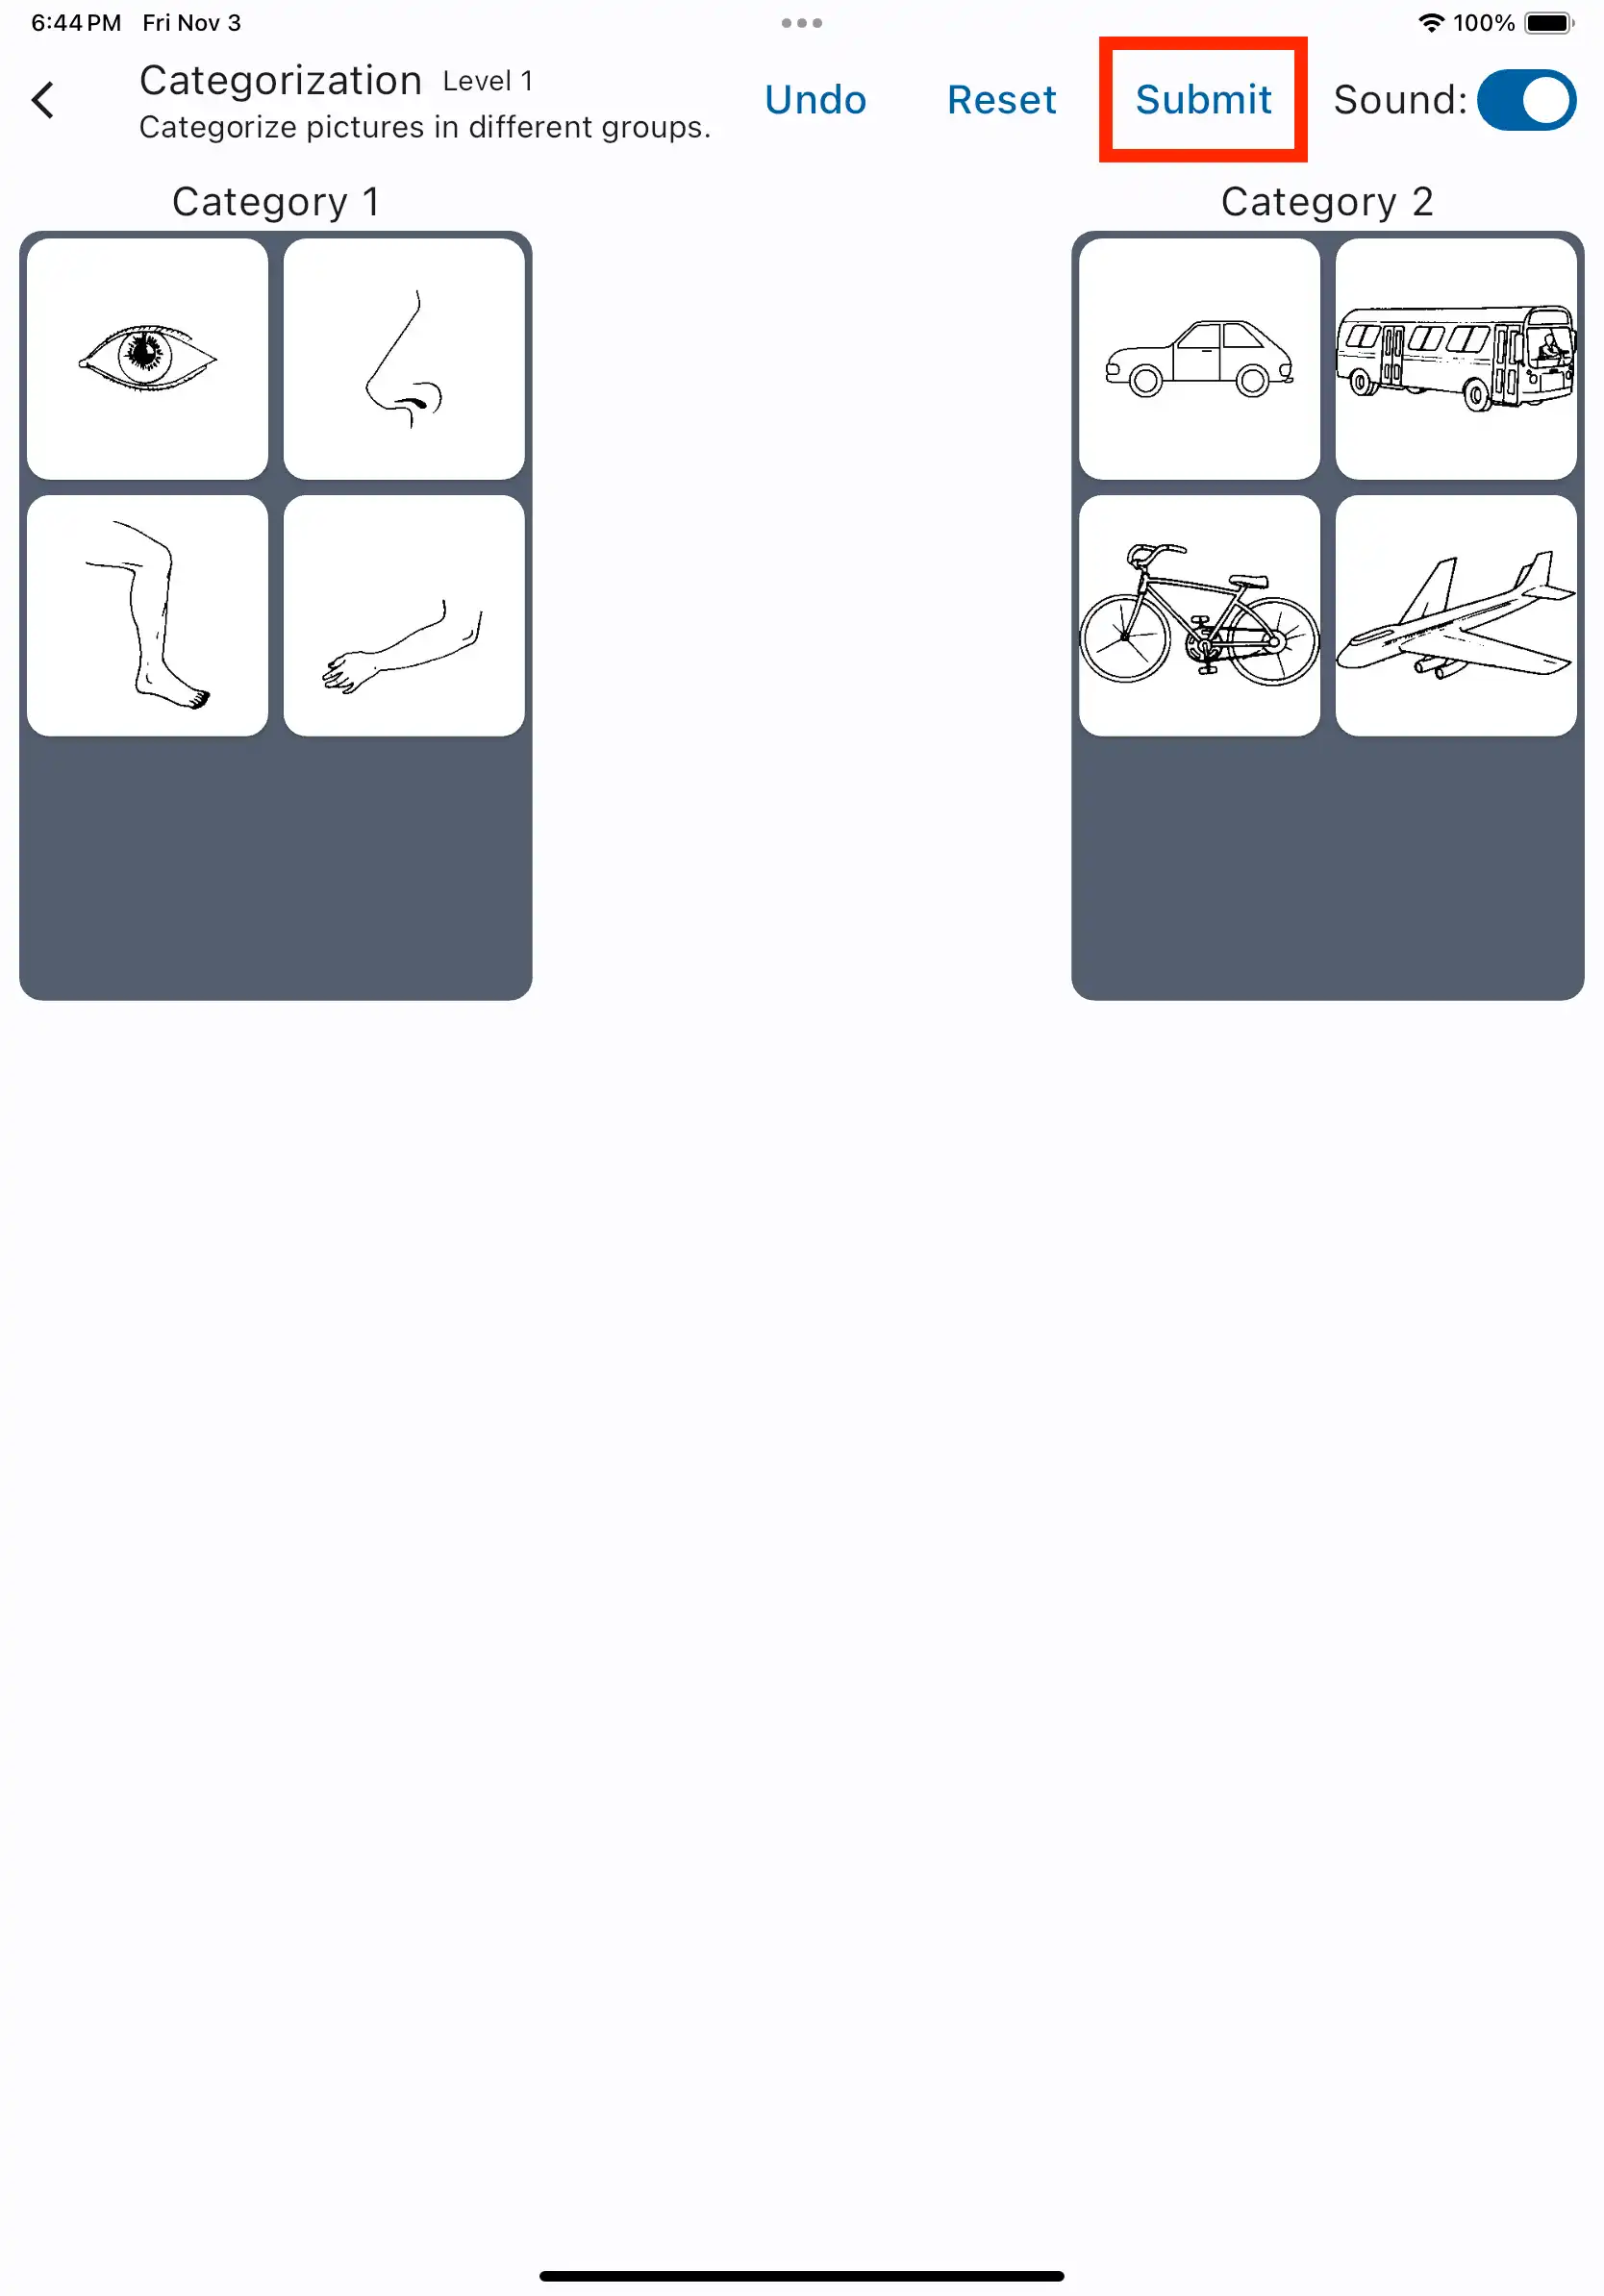 6:44 PM Fri Nov 3
100%
Categorization Level 1
Categorize pictures in different groups.
Undo
Reset
Submit
Sound:
Category 1
Category 2